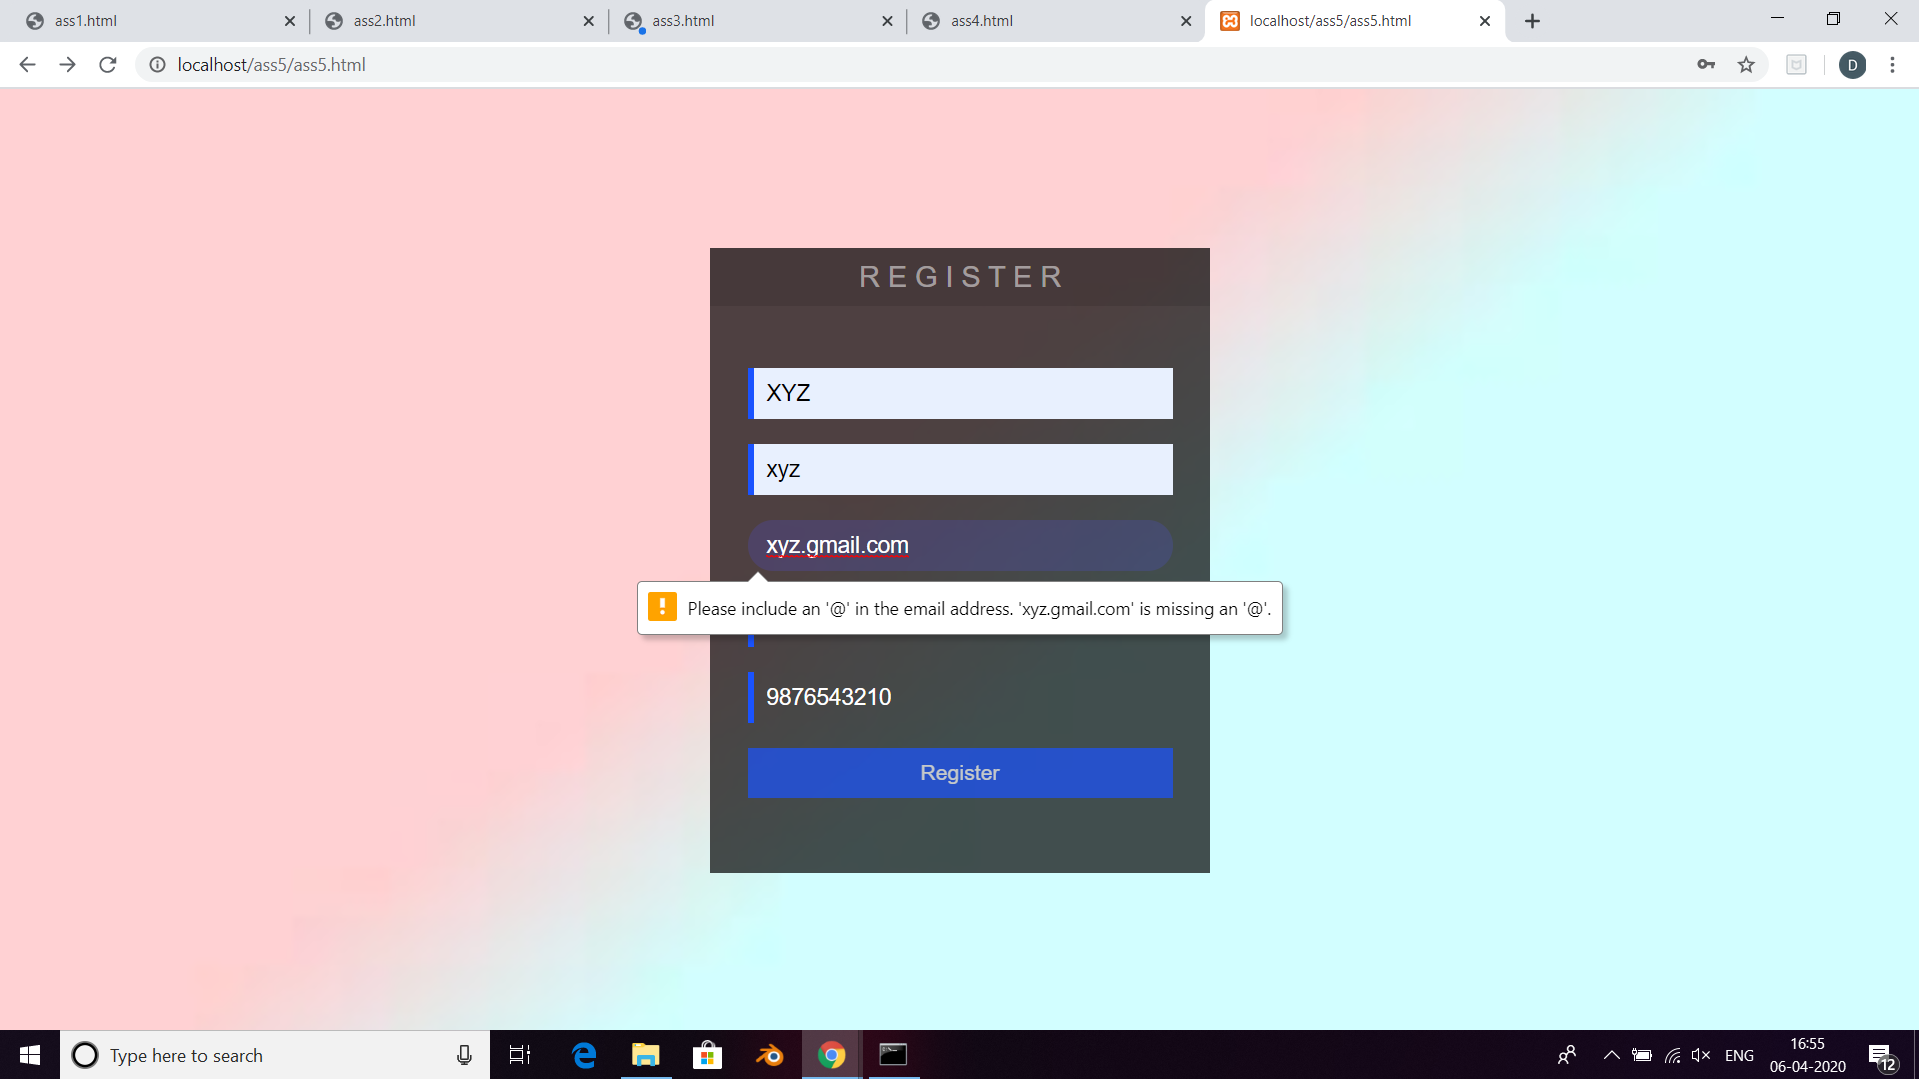 ass1.html
ass2.html
ass3.html
ass4.html
localhost/ass5/ass5.html
localhost/ass5/ass5.html
D
REGISTER
XYZ
xyz
xyz.gmail.com
Please include an '@' in the email address. 'xyz.gmail.com' is missing an '@'.
9876543210
Register
Type here to search
ENG
16:55
06-04-2020
12